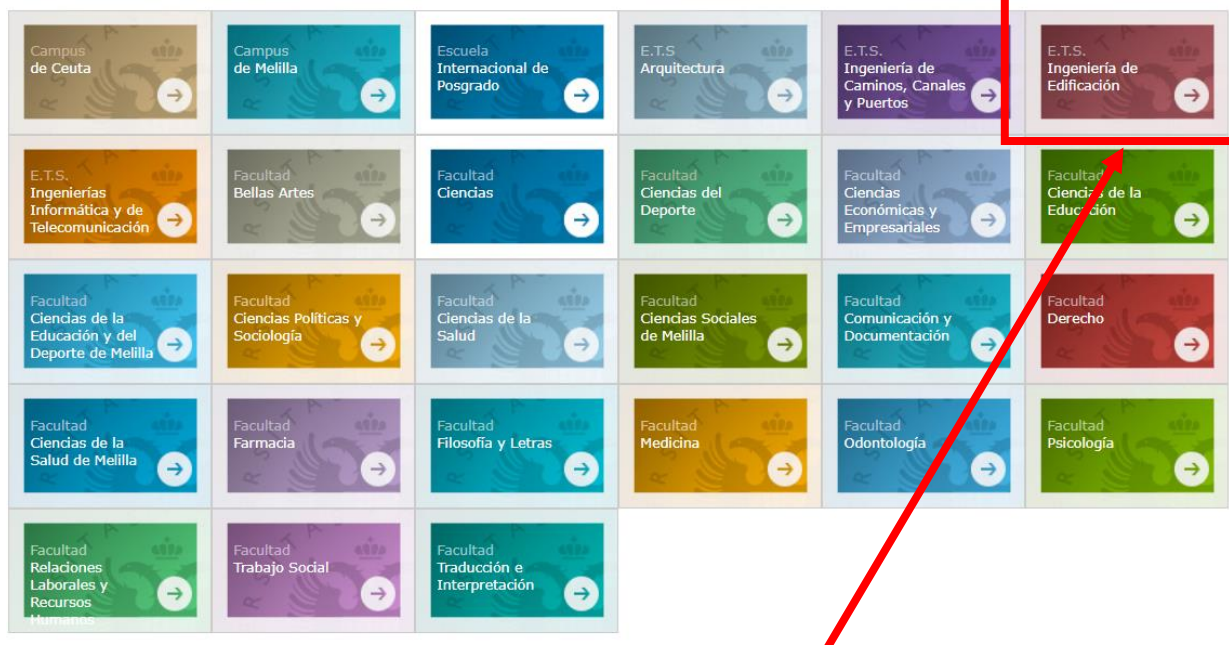 Campus
de Ceuta
Campus
de Melilla
Escuela
Internacional de
Posgrado
E.T.S
Arquitectura
E.T.S.
Ingeniería de
Caminos, Canales
y Puertos
E.T.S.
Ingeniería de
Edificación
E.T.S.
Ingenierías
Informática y de
Telecomunicación
Facultad
Bellas Artes
Facultad
Ciencias
Facultad
Ciencias del
Deporte
Facultad
Ciencias
Económicas y
Empresariales
Facultad
Ciencias de la
Educación
Facultad
Ciencias de la
Educación y del
Deporte de Melilla
Facultad
Ciencias Políticas y
Sociología
Facultad
Ciencias de la
Salud
Facultad
Ciencias Sociales
de Melilla
Facultad
Comunicación y
Documentación
Facultad
Derecho
Facultad
Ciencias de la
Salud de Melilla
Facultad
Farmacia
Facultad
Filosofía y Letras
Facultad
Medicina
Facultad
Odontología
Facultad
Psicología
Facultad
Relaciones
Laborales y
Recursos
Humanos
Facultad
Trabajo Social
Facultad
Traducción e
Interpretación